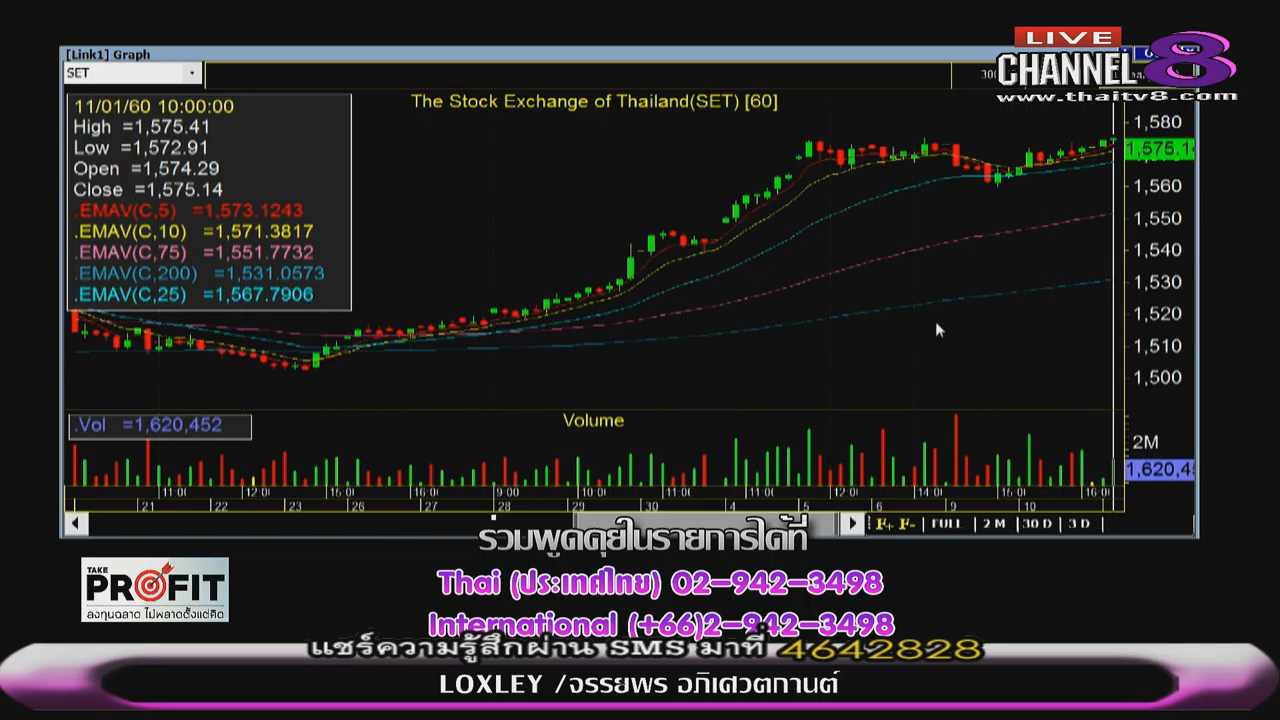 LIVE
CHANNEL 8
www.thaitv8.com
[Link1] Graph
SET
The Stock Exchange of Thailand(SET) [60]
11/01/60 10:00:00
High =1,575.41
Low =1,572.91
Open =1,574.29
Close =1,575.14
.EMAV(C,5) =1,573.1243
.EMAV(C,10) =1,571.3817
.EMAV(C,75) =1,551.7732
.EMAV(C,200) =1,531.0573
.EMAV(C,25) =1,567.7906
1,580
1,575.14
1,560
1,550
1,540
1,530
1,520
1,510
1,500
.Vol =1,620,452
Volume
2M
1,620,45
11:00 12:00 15:00 16:00 9:00 10:00 11:00 11:00 12:00 14:00 15:00 16:00
21 22 23 26 27 28 29 30 4 5 6 9 10
F+ F- FULL 2 M 30 D 3 D
รวมพูดคุยในรายการได้ที่
Thai (ประเทศไทย) 02-942-3498
International (+66)2-942-3498
TAKE
PROFIT
ลงทุนฉลาด ไม่พลาดตั้งแต่คิด
แชร์ความรู้สึกผ่าน SMS มาที่ 4642828
LOXLEY /จรรยพร อภิเศวตกานต์